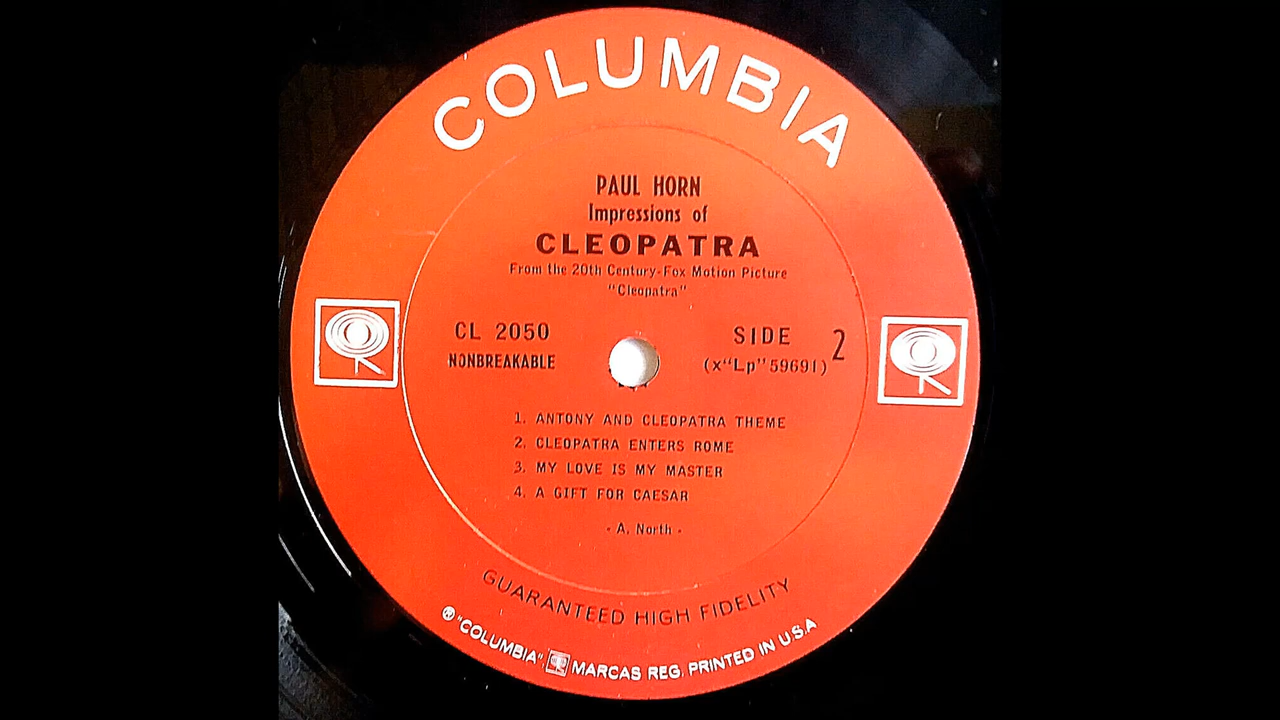 COLUMBIA
PAUL HORN
Impressions of
CLEOPATRA
From the 20th Century-Fox Motion Picture
"Cleopatra"
CL 2050
NONBREAKABLE
SIDE 2
(x"Lp"59691)
1. ANTONY AND CLEOPATRA THEME
2. CLEOPATRA ENTERS ROME
3. MY LOVE IS MY MASTER
4. A GIFT FOR CAESAR
- A. North -
GUARANTEED HIGH FIDELITY
"COLUMBIA", MARCAS REG. PRINTED IN U.S.A